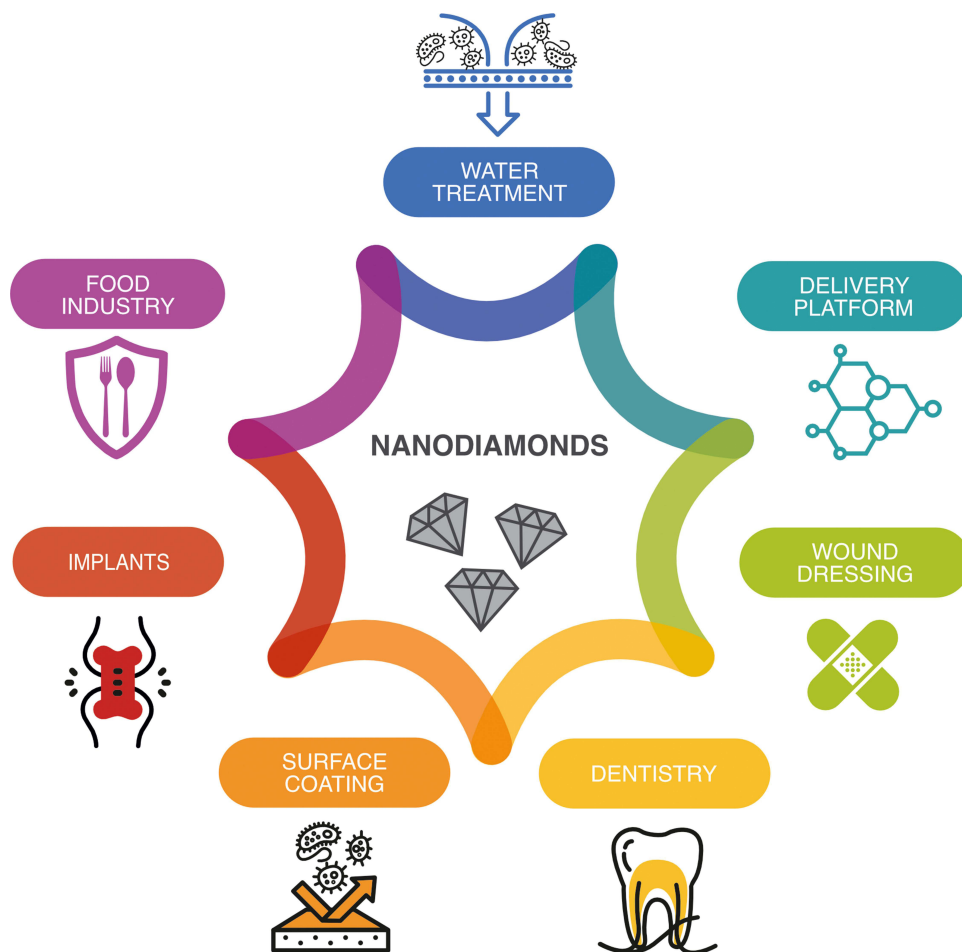 WATER
TREATMENT
FOOD
INDUSTRY
DELIVERY
PLATFORM
NANODIAMONDS
IMPLANTS
WOUND
DRESSING
SURFACE
COATING
DENTISTRY